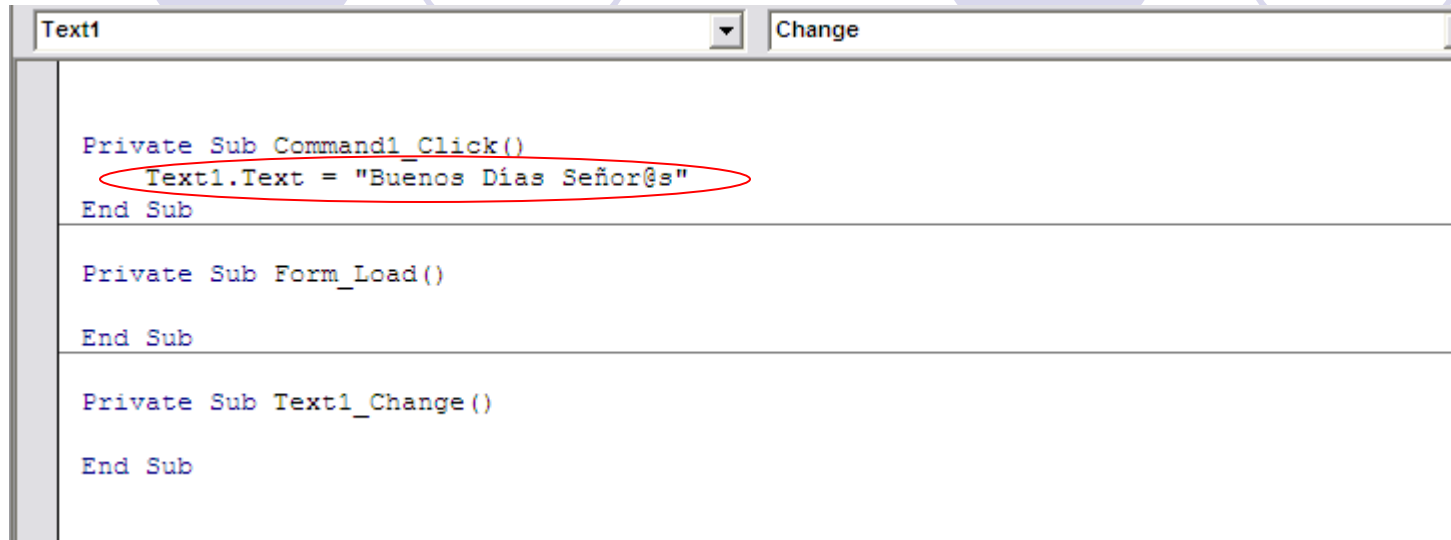 Text1 Change
Private Sub Command1_Click()
Text1.Text = "Buenos Días Señor@s"
End Sub
Private Sub Form_Load()
End Sub
Private Sub Text1_Change()
End Sub